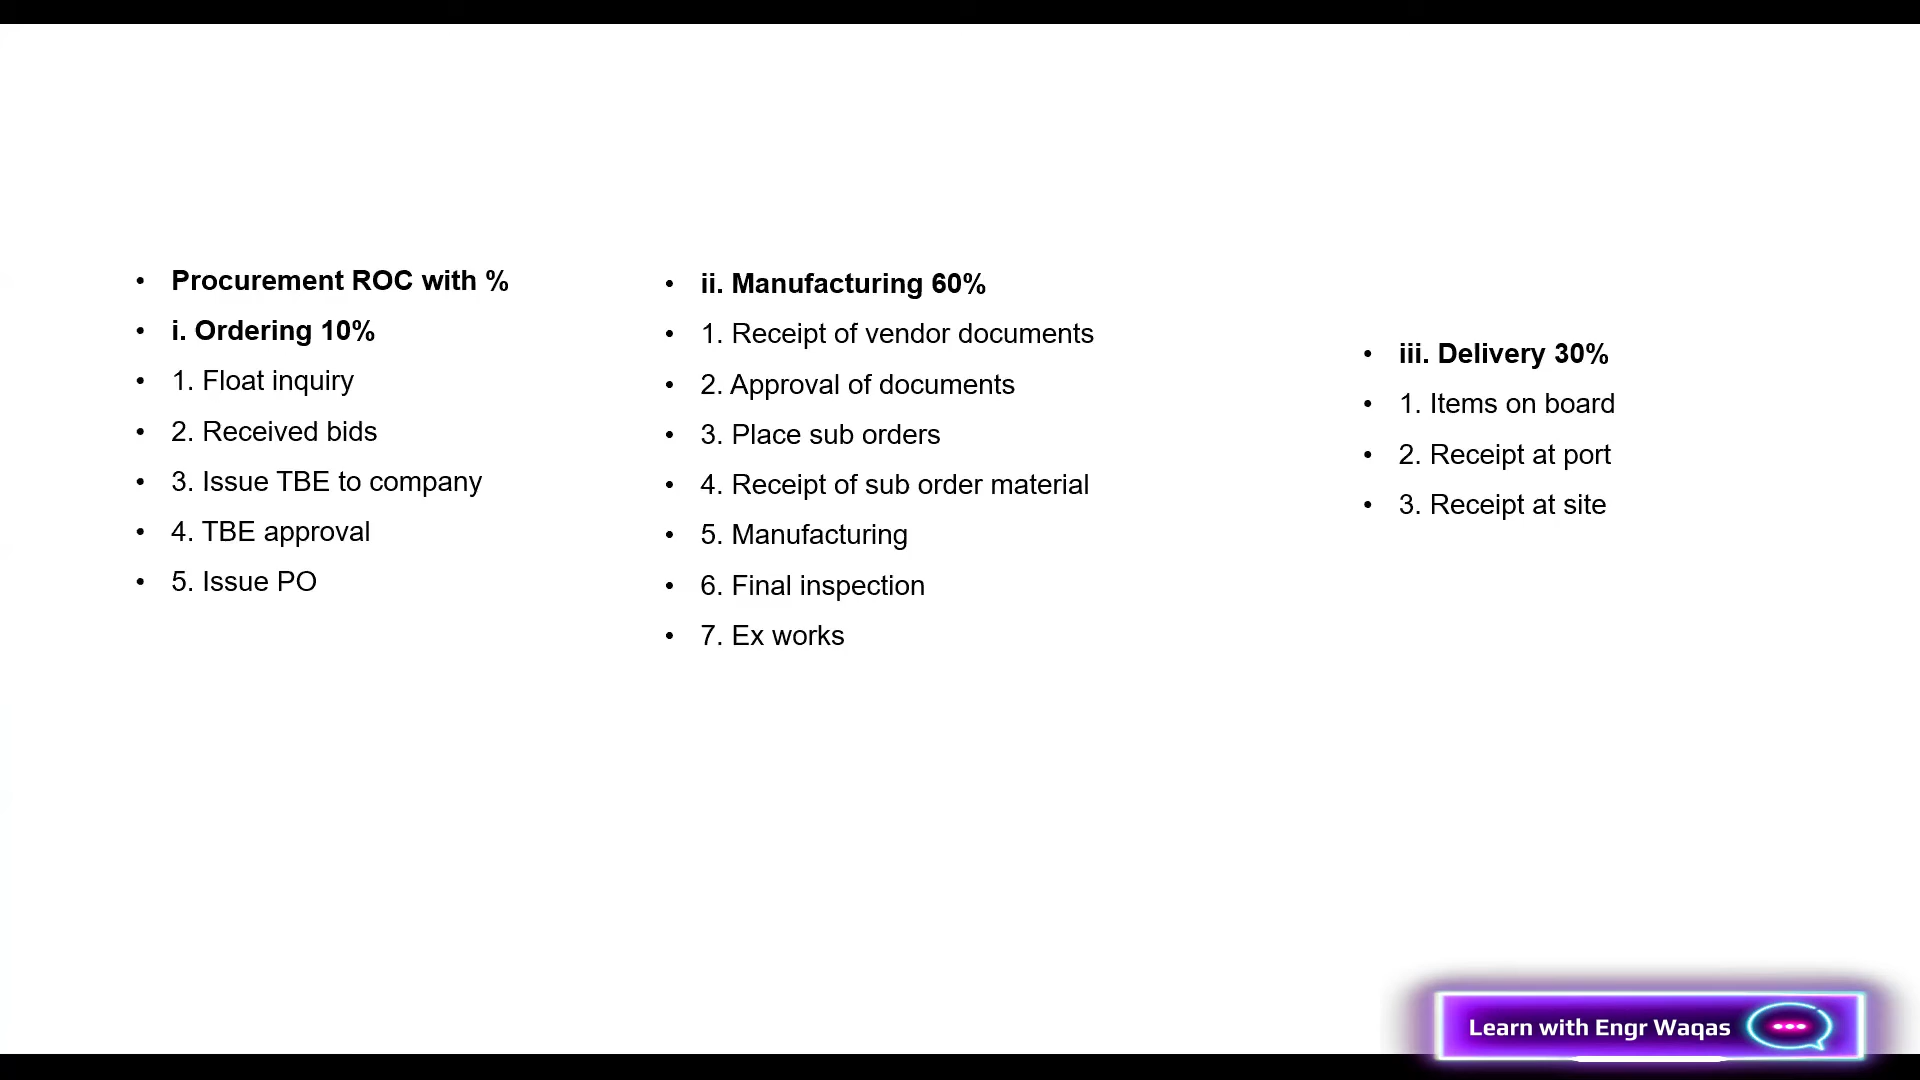 • Procurement ROC with %
• i. Ordering 10%
• 1. Float inquiry
• 2. Received bids
• 3. Issue TBE to company
• 4. TBE approval
• 5. Issue PO
• ii. Manufacturing 60%
• 1. Receipt of vendor documents
• 2. Approval of documents
• 3. Place sub orders
• 4. Receipt of sub order material
• 5. Manufacturing
• 6. Final inspection
• 7. Ex works
• iii. Delivery 30%
• 1. Items on board
• 2. Receipt at port
• 3. Receipt at site
Learn with Engr Waqas